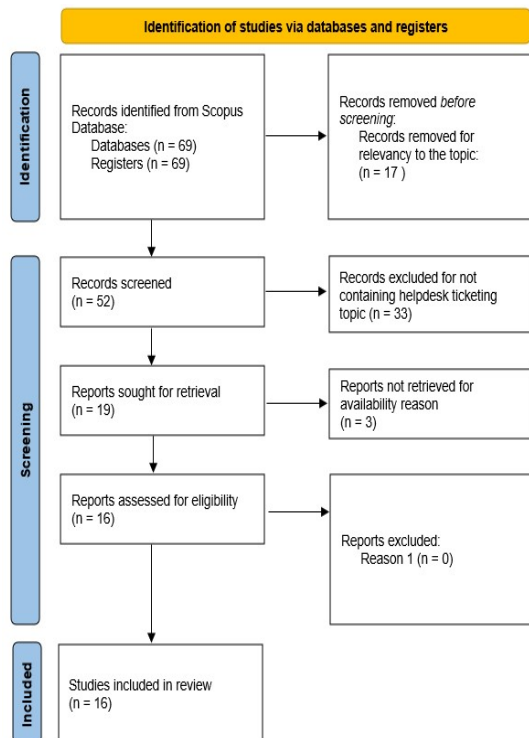 Identification of studies via databases and registers
Identification
Records identified from Scopus
Database:
Databases (n = 69)
Registers (n = 69)
Records removed before
screening:
Records removed for
relevancy to the topic:
(n = 17 )
Screening
Records screened
(n = 52)
Records excluded for not
containing helpdesk ticketing
topic (n = 33)
Reports sought for retrieval
(n = 19)
Reports not retrieved for
availability reason
(n = 3)
Reports assessed for eligibility
(n = 16)
Reports excluded:
Reason 1 (n = 0)
Included
Studies included in review
(n = 16)